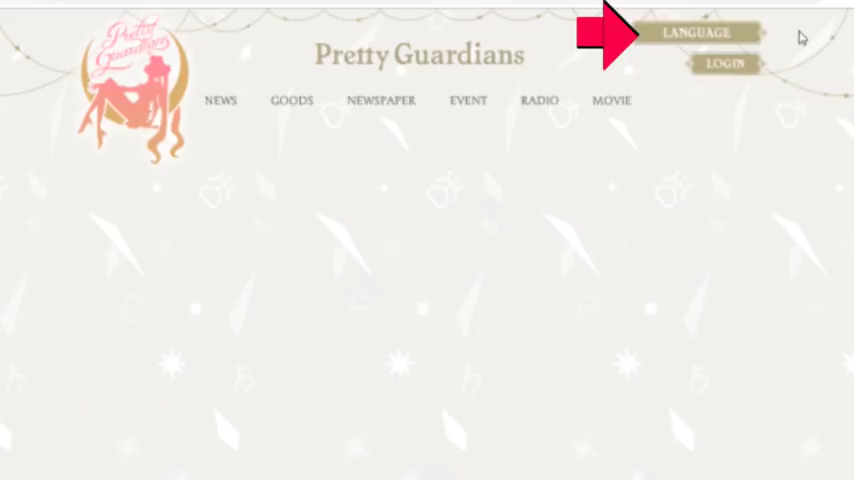 Pretty
Guardians
Pretty Guardians
LANGUAGE
LOGIN
NEWS GOODS NEWSPAPER EVENT RADIO MOVIE